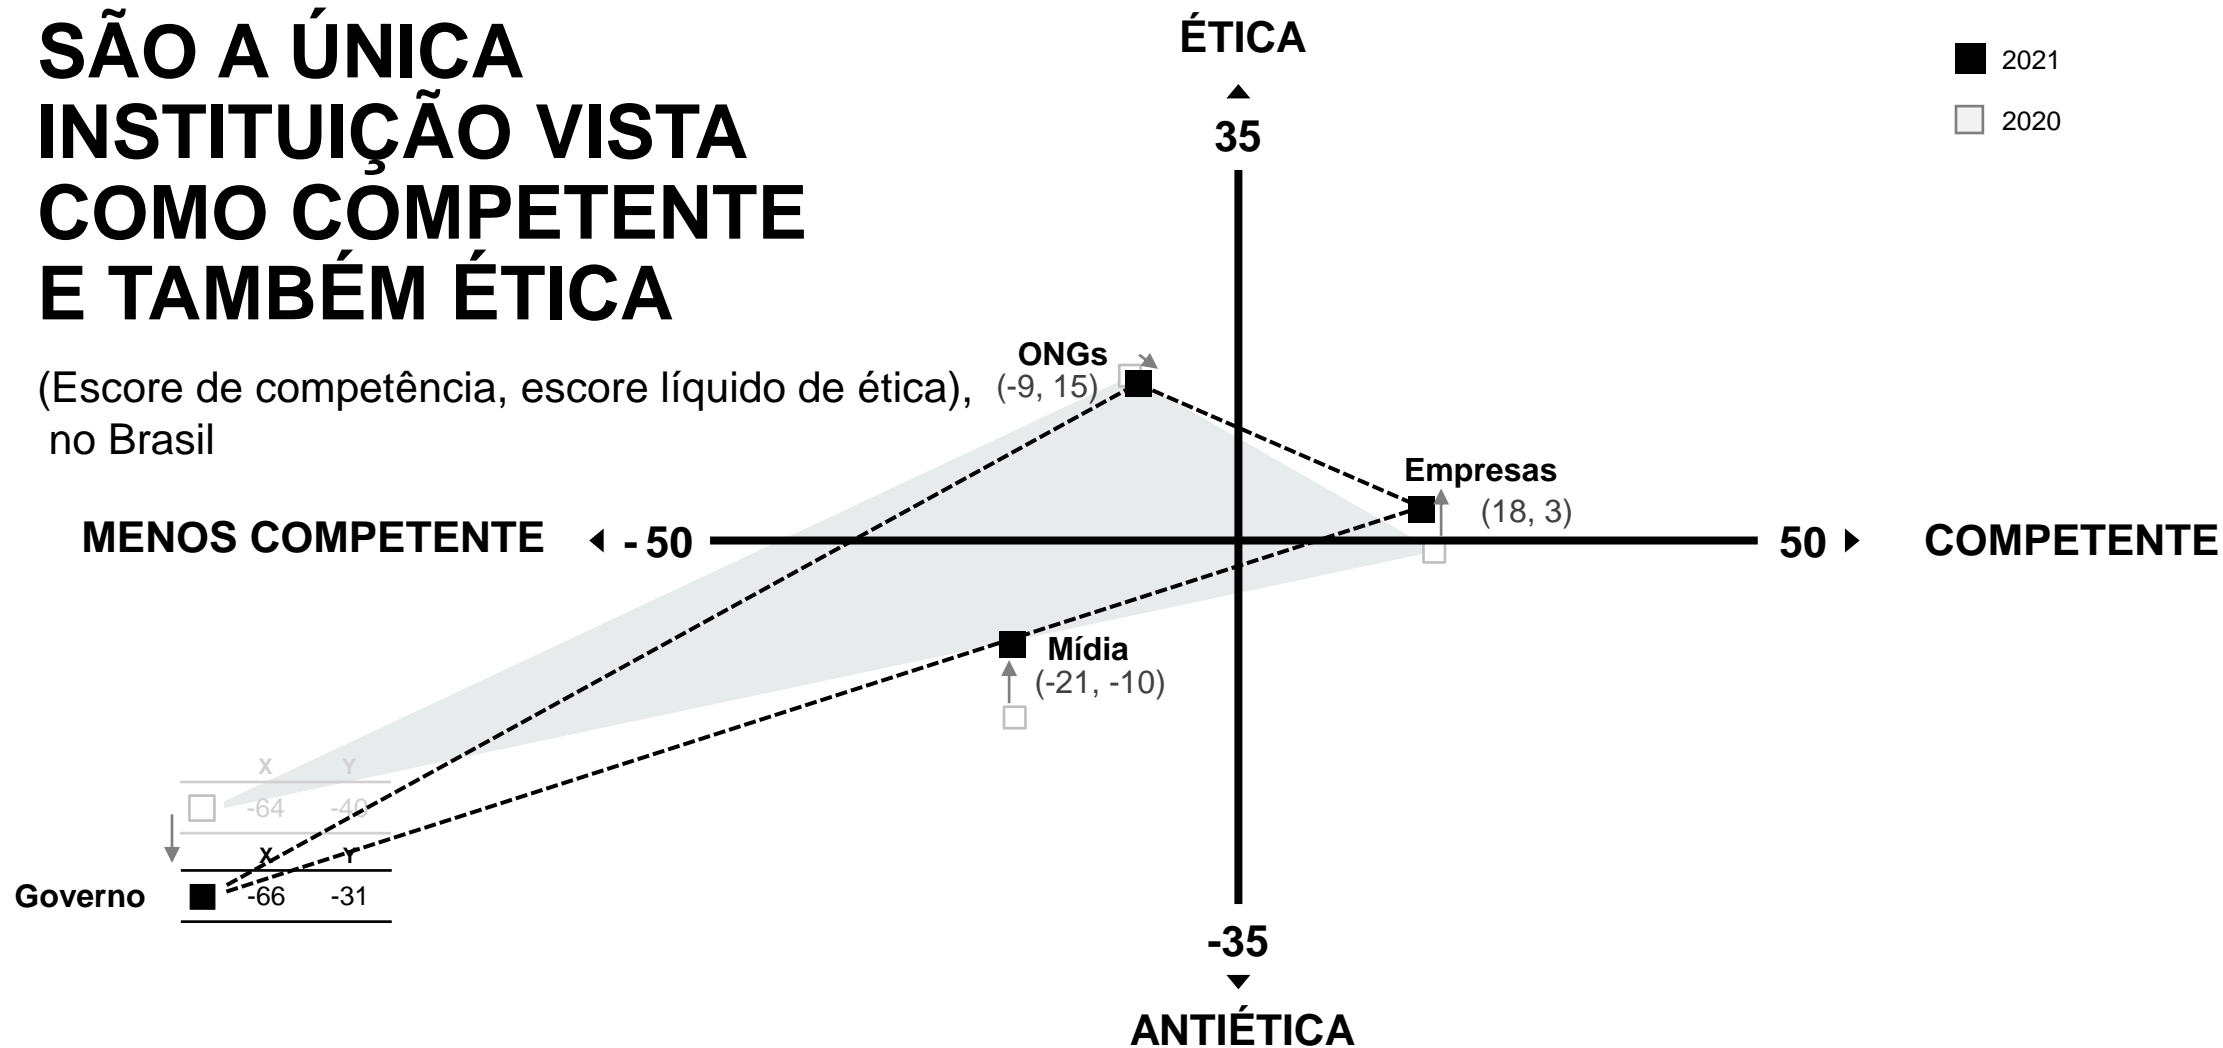 SÃO A ÚNICA
INSTITUIÇÃO VISTA
COMO COMPETENTE
E TAMBÉM ÉTICA
(Escore de competência, escore líquido de ética),
no Brasil
ÉTICA
35
2021
2020
ONGs
(-9, 15)
Empresas
(18, 3)
MENOS COMPETENTE
- 50
50
COMPETENTE
Mídia
(-21, -10)
X Y
-64 -40
X Y
Governo -66 -31
-35
ANTIÉTICA